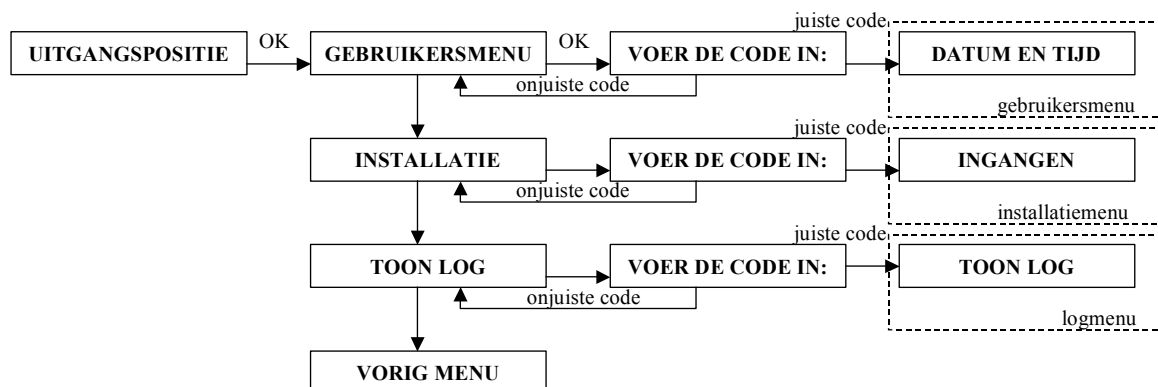 juiste code
UITGANGSPOSITIE OK GEBRUIKERSMENU OK VOER DE CODE IN: DATUM EN TIJD
onjuiste code
gebruikersmenu
juiste code
INSTALLATIE VOER DE CODE IN: INGANGEN
onjuiste code
installatiemenu
juiste code
TOON LOG VOER DE CODE IN: TOON LOG
onjuiste code
logmenu
VORIG MENU